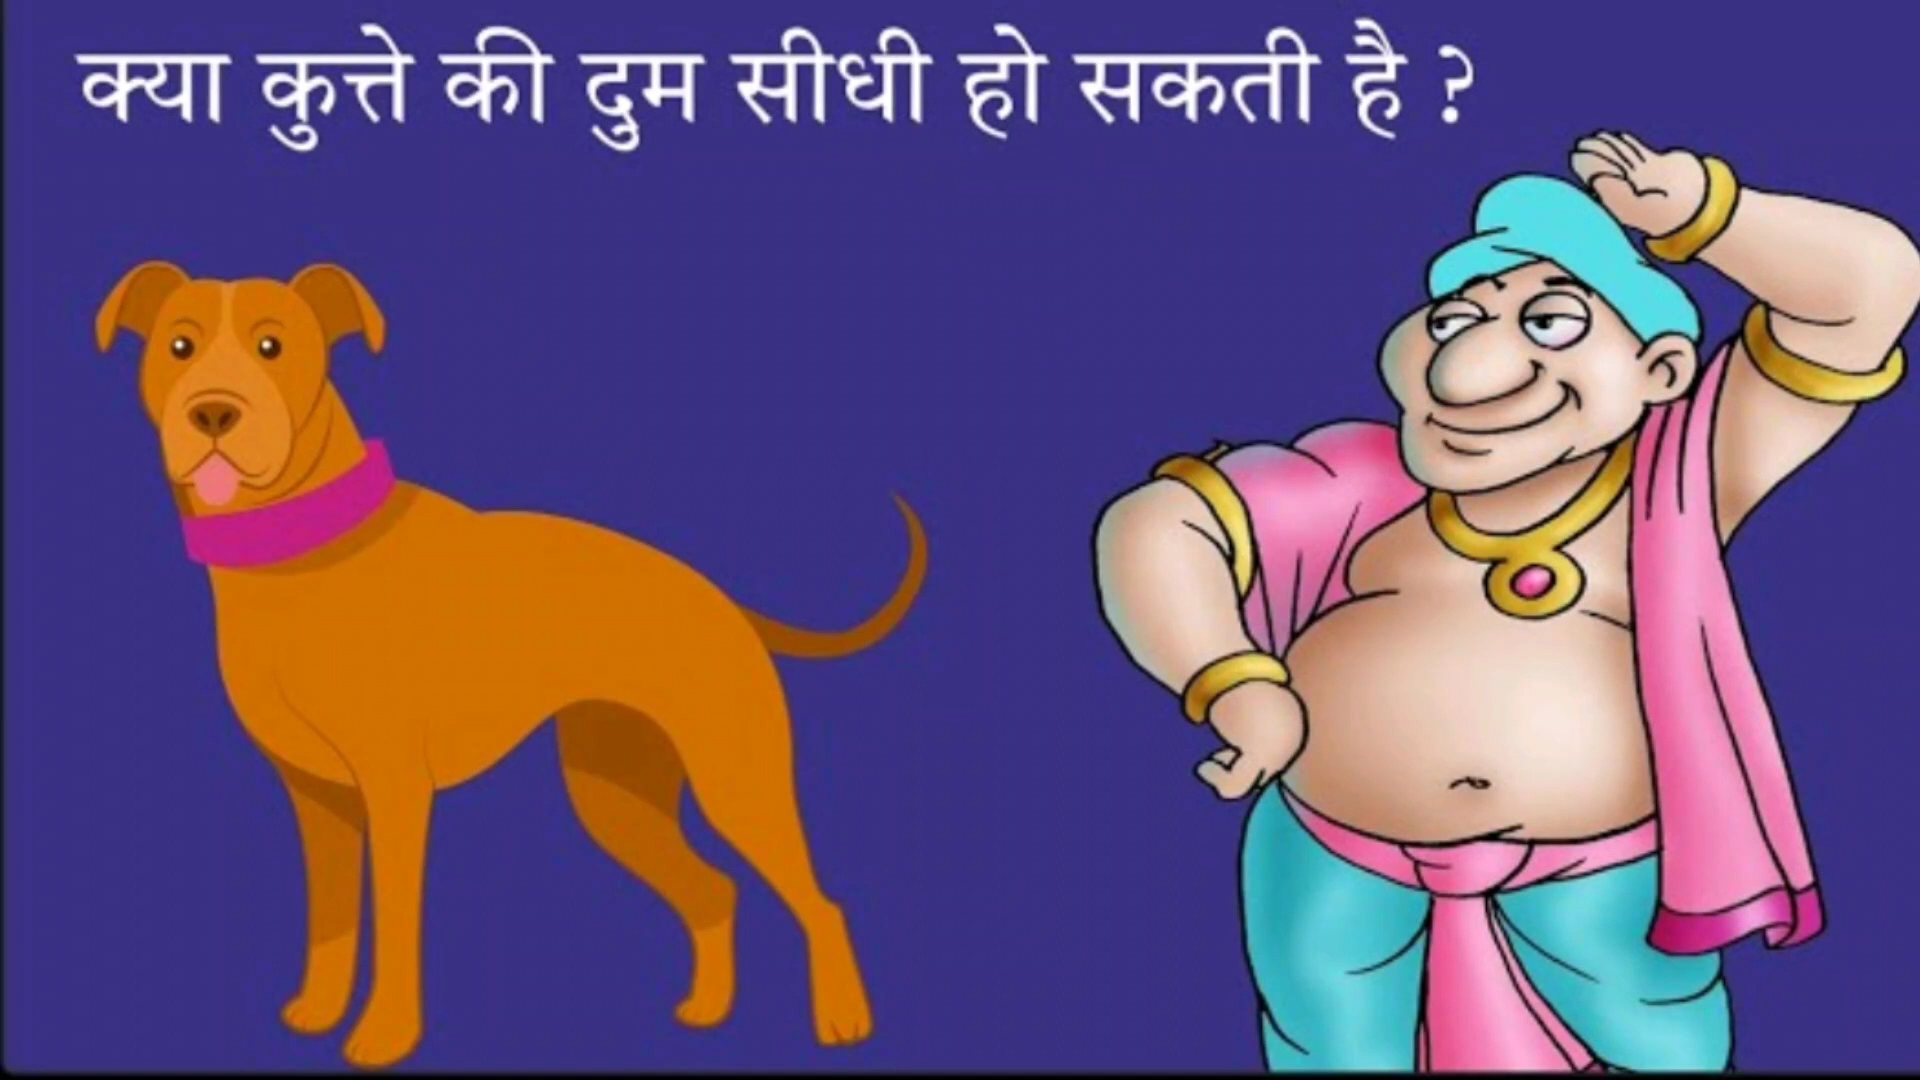 क्या कुत्ते की दुम सीधी हो सकती है ?